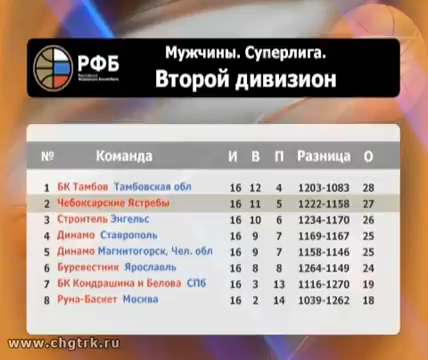 РФБ
Мужчины. Суперлига.
Второй дивизион
№ Команда И В П Разница О
1 БК Тамбов Тамбовская обл 16 12 4 1203-1083 28
2 Чебоксарские Ястребы 16 11 5 1222-1158 27
3 Строитель Энгельс 16 10 6 1234-1170 26
4 Динамо Ставрополь 16 9 7 1169-1167 25
5 Динамо Магнитогорск, Чел. обл 16 9 7 1158-1146 25
6 Буревестник Ярославль 16 8 8 1264-1149 24
7 БК Кондрашина и Белова СПб 16 3 13 1116-1270 19
8 Руна-Баскет Москва 16 2 14 1039-1262 18
www.chgtrk.ru